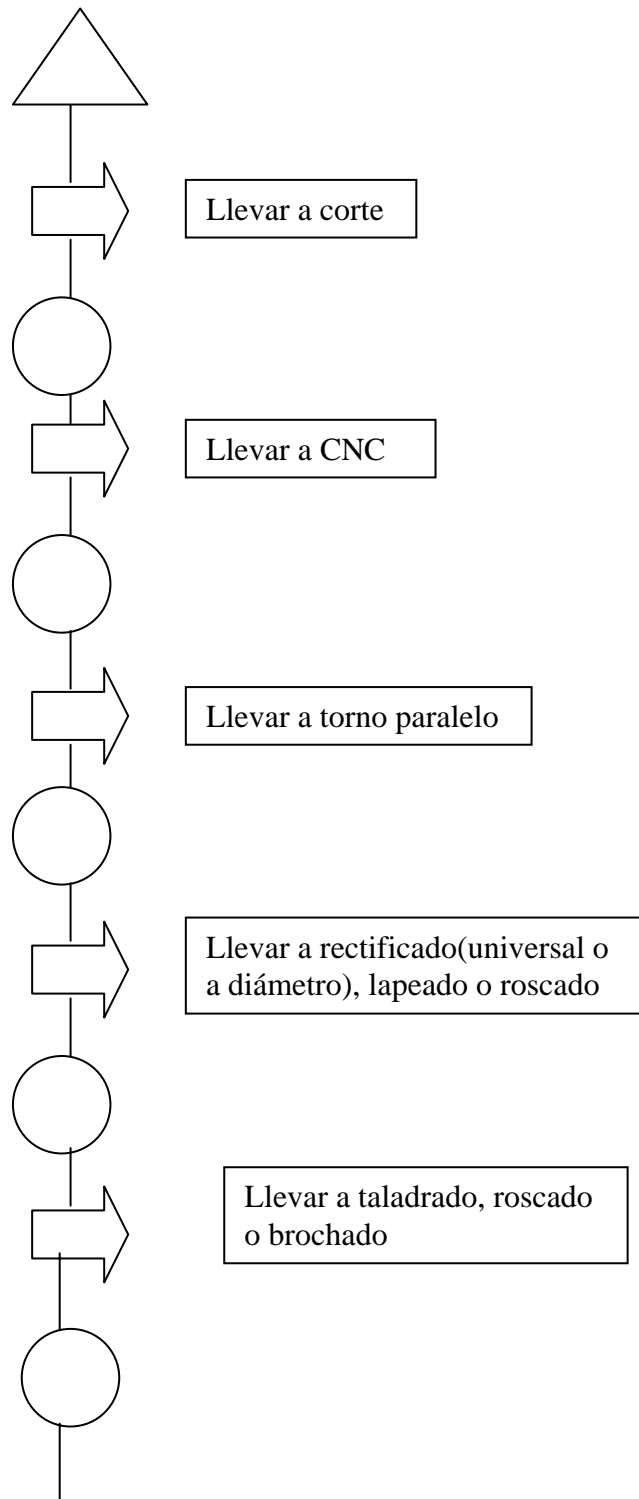 Llevar a corte
Llevar a CNC
Llevar a torno paralelo
Llevar a rectificado(universal o
a diámetro), lapeado o roscado
Llevar a taladrado, roscado
o brochado